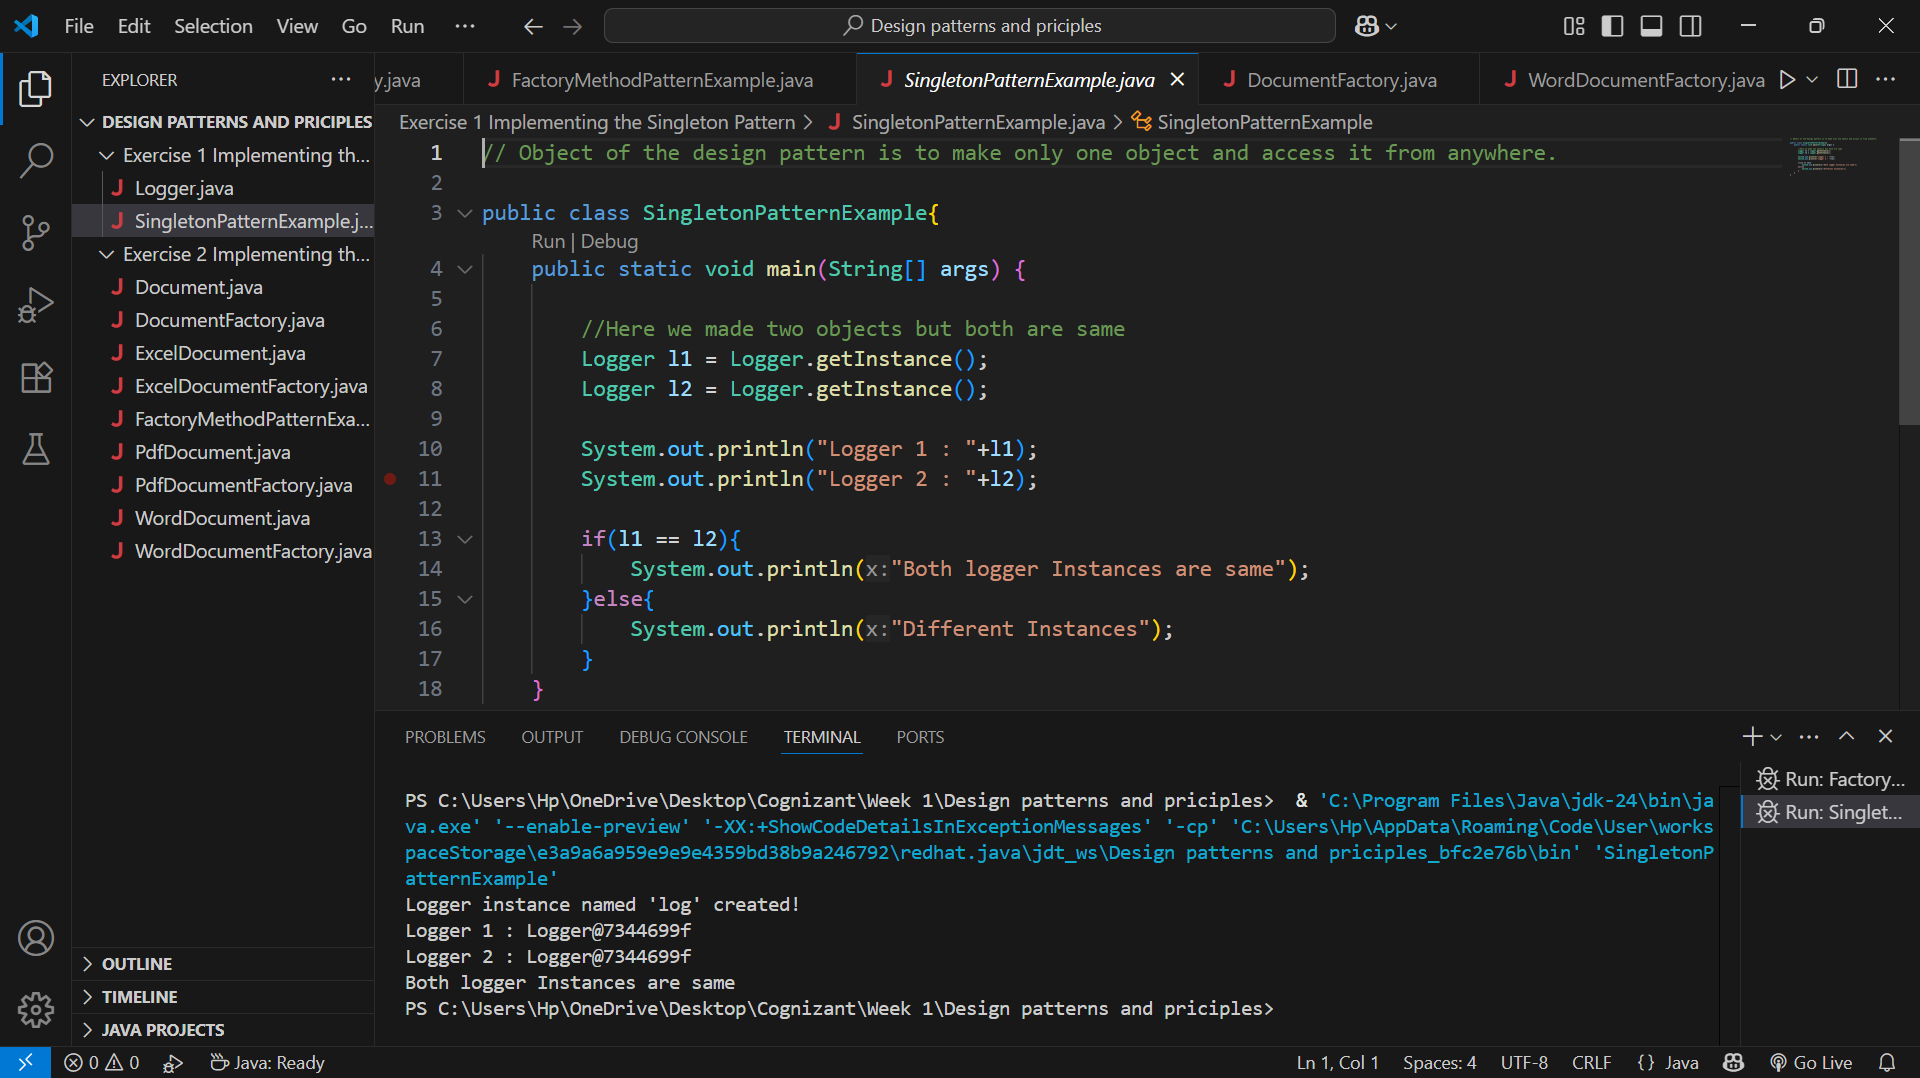 File Edit Selection View Go Run ··· Design patterns and priciples
EXPLORER ···
y.java FactoryMethodPatternExample.java SingletonPatternExample.java DocumentFactory.java WordDocumentFactory.java ···
DESIGN PATTERNS AND PRICIPLES
Exercise 1 Implementing th...
Logger.java
SingletonPatternExample.j...
Exercise 2 Implementing th...
Document.java
DocumentFactory.java
ExcelDocument.java
ExcelDocumentFactory.java
FactoryMethodPatternExa...
PdfDocument.java
PdfDocumentFactory.java
WordDocument.java
WordDocumentFactory.java
OUTLINE
TIMELINE
JAVA PROJECTS
Exercise 1 Implementing the Singleton Pattern > SingletonPatternExample.java > SingletonPatternExample
1 // Object of the design pattern is to make only one object and access it from anywhere.
2
3 public class SingletonPatternExample{
Run | Debug
4 public static void main(String[] args) {
5
6 //Here we made two objects but both are same
7 Logger l1 = Logger.getInstance();
8 Logger l2 = Logger.getInstance();
9
10 System.out.println("Logger 1 : "+l1);
11 System.out.println("Logger 2 : "+l2);
12
13 if(l1 == l2){
14 System.out.println(x:"Both logger Instances are same");
15 }else{
16 System.out.println(x:"Different Instances");
17 }
18 }
PROBLEMS OUTPUT DEBUG CONSOLE TERMINAL PORTS
Run: Factory...
Run: Singlet...
PS C:\Users\Hp\OneDrive\Desktop\Cognizant\Week 1\Design patterns and priciples> & 'C:\Program Files\Java\jdk-24\bin\ja
va.exe' '--enable-preview' '-XX:+ShowCodeDetailsInExceptionMessages' '-cp' 'C:\Users\Hp\AppData\Roaming\Code\User\works
paceStorage\e3a9a6a959e9e9e4359bd38b9a246792\redhat.java\jdt_ws\Design patterns and priciples_bfc2e76b\bin' 'SingletonP
atternExample'
Logger instance named 'log' created!
Logger 1 : Logger@7344699f
Logger 2 : Logger@7344699f
Both logger Instances are same
PS C:\Users\Hp\OneDrive\Desktop\Cognizant\Week 1\Design patterns and priciples>
0 0 Java: Ready Ln 1, Col 1 Spaces: 4 UTF-8 CRLF {} Java Go Live